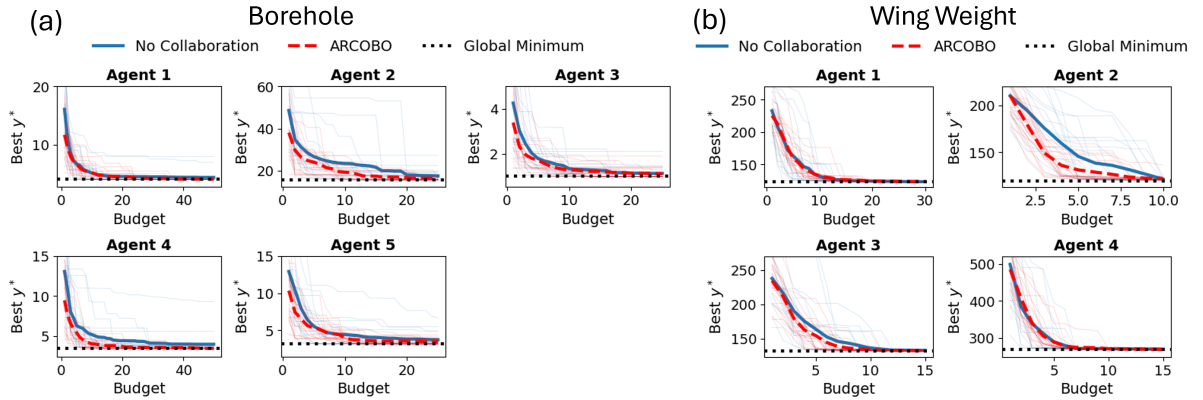 (a) Borehole
No Collaboration ARCOBO Global Minimum
Agent 1
Best y*
20
10
0 20 40
Budget
Agent 2
Best y*
60
40
20
0 10 20
Budget
Agent 3
Best y*
4
2
0 10 20
Budget
Agent 4
Best y*
15
10
5
0 20 40
Budget
Agent 5
Best y*
15
10
5
0 10 20
Budget
(b) Wing Weight
No Collaboration ARCOBO Global Minimum
Agent 1
Best y*
250
200
150
0 10 20 30
Budget
Agent 2
Best y*
200
150
2.5 5.0 7.5 10.0
Budget
Agent 3
Best y*
250
200
150
5 10 15
Budget
Agent 4
Best y*
500
400
300
5 10 15
Budget